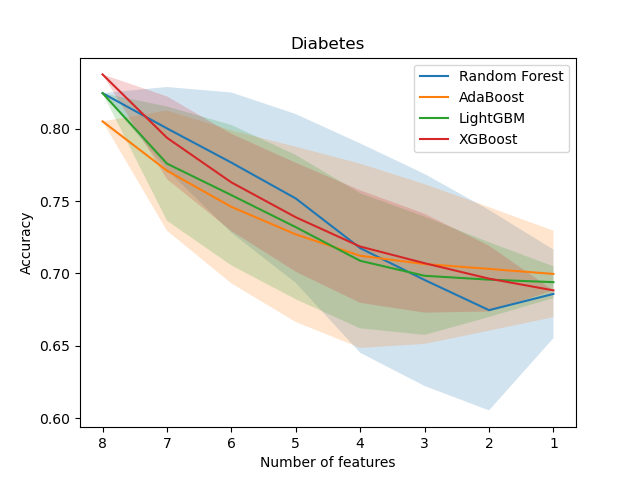 Diabetes
Random Forest
AdaBoost
LightGBM
XGBoost
0.80
0.75
0.70
0.65
0.60
Accuracy
8 7 6 5 4 3 2 1
Number of features